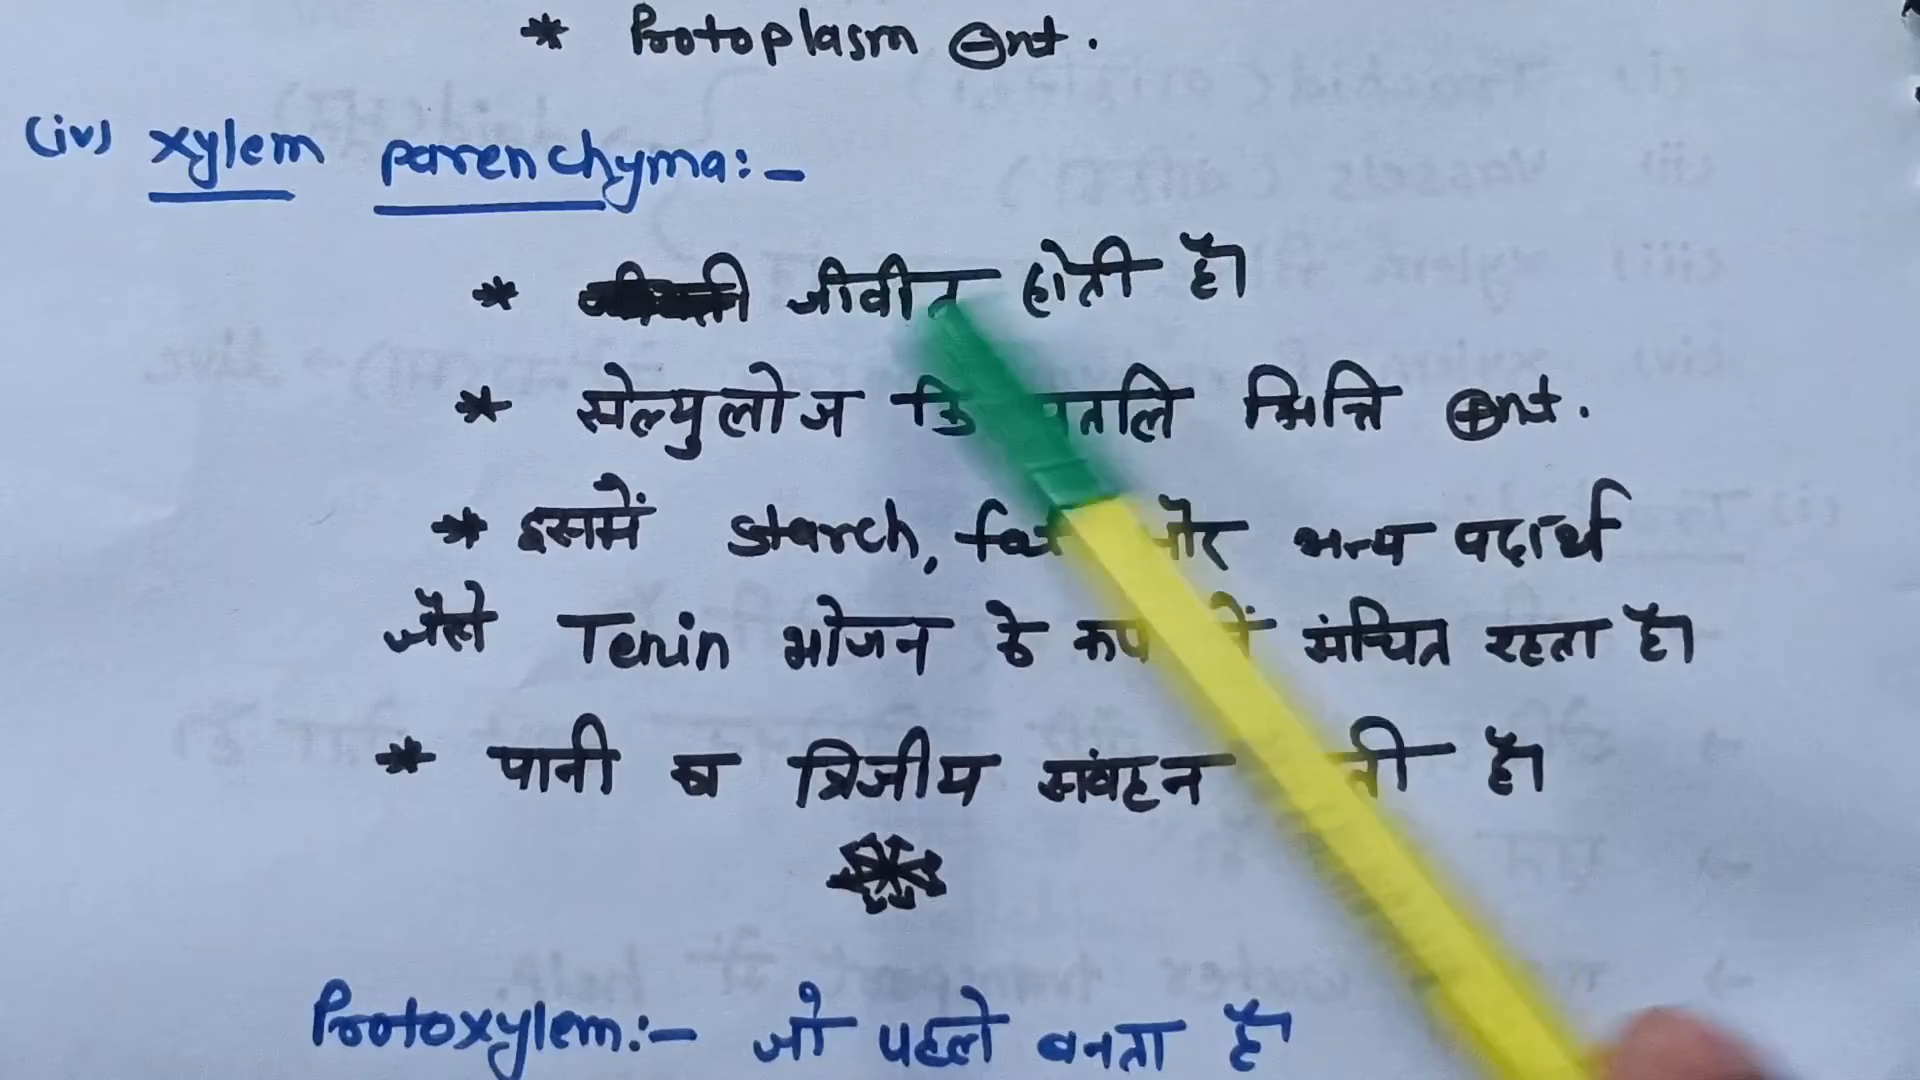 * Protoplasm ⊖nt.
(iv) xylem parenchyma:-
* जीवीत होती है।
* सेल्युलोज कि पतलि भित्ति ⊕nt.
* इसमें starch, fat और अन्य पदार्थ
जैसे Tenin भोजन के रूप में संचित रहता है।
* पानी का त्रिजीय संवहन है।
Protoxylem:- जो पहले बनता है